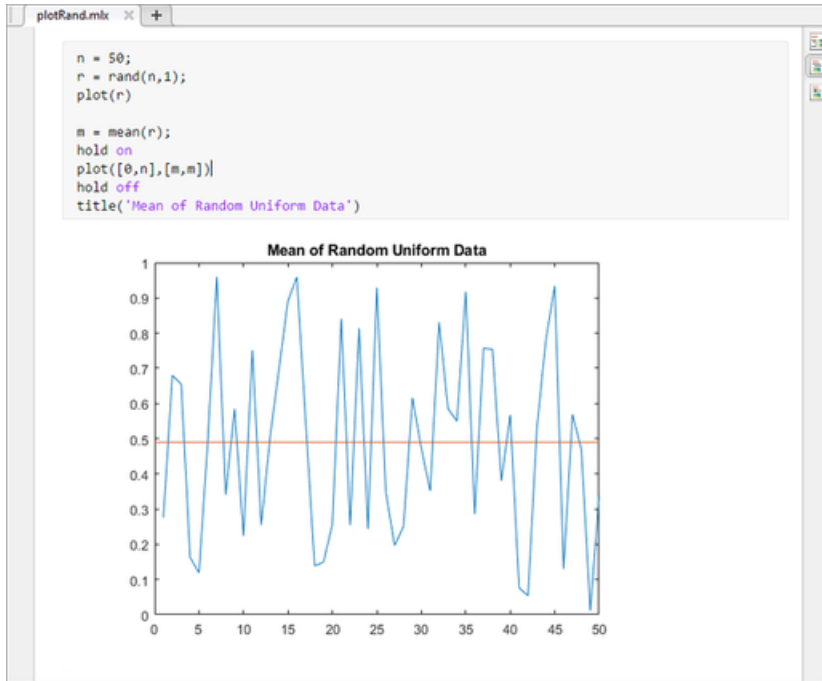 plotRand.mlx
n = 50;
r = rand(n,1);
plot(r)
m = mean(r);
hold on
plot([0,n],[m,m])
hold off
title('Mean of Random Uniform Data')
Mean of Random Uniform Data
1
0.9
0.8
0.7
0.6
0.5
0.4
0.3
0.2
0.1
0
0 5 10 15 20 25 30 35 40 45 50